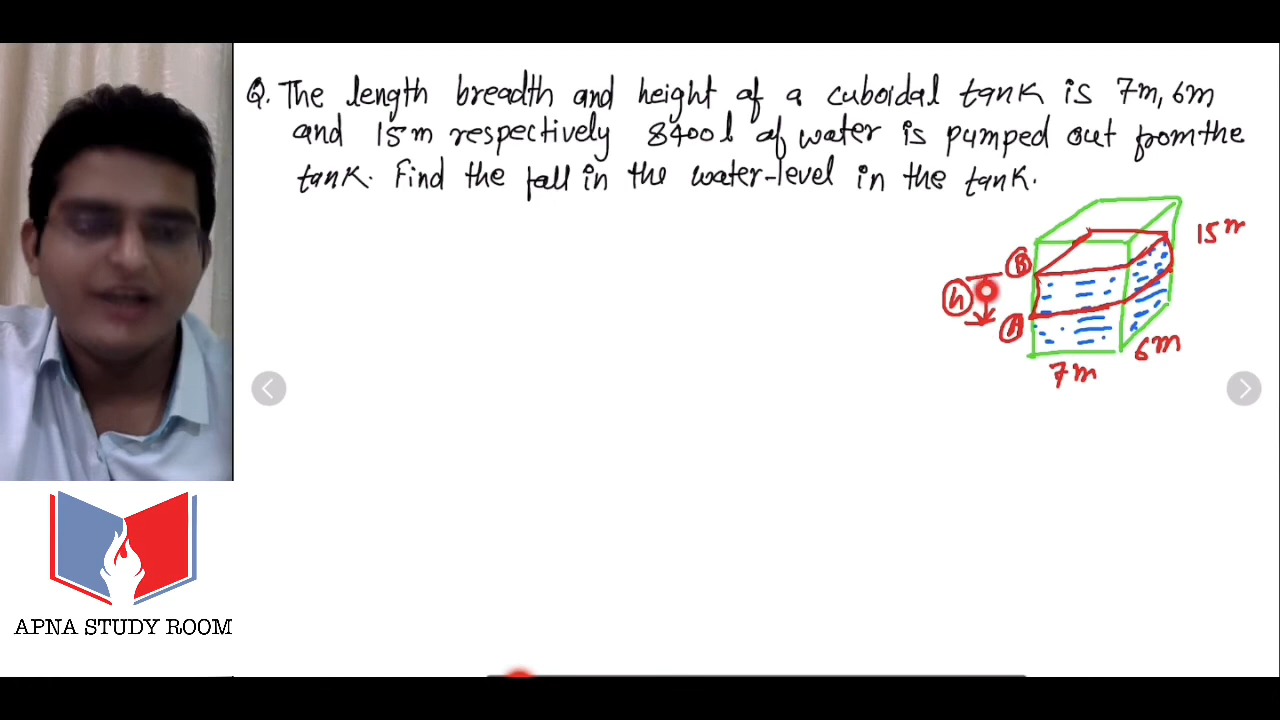 Q. The length breadth and height of a cuboidal tank is 7m, 6m
and 15m respectively 8400l of water is pumped out from the
tank. Find the fall in the water-level in the tank.
15m
B
h
A
6m
7m
APNA STUDY ROOM